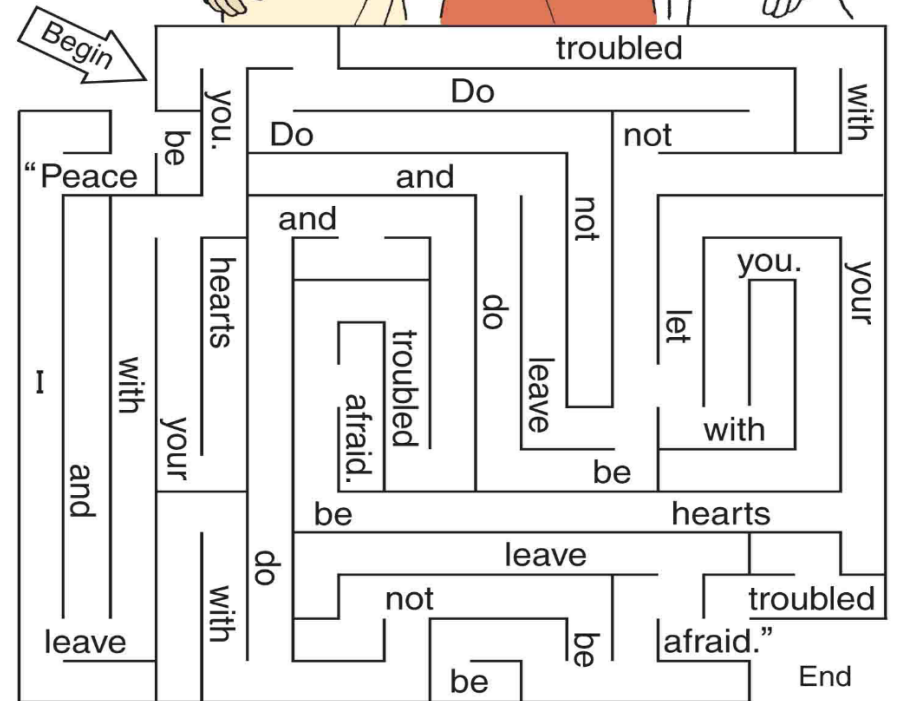 Begin
troubled
Do
with
you.
be
Do
not
“Peace
and
and
not
you.
hearts
your
do
let
I
with
troubled
leave
afraid.
your
with
and
be
be
hearts
leave
do
with
not
troubled
leave
be
afraid.”
be
End